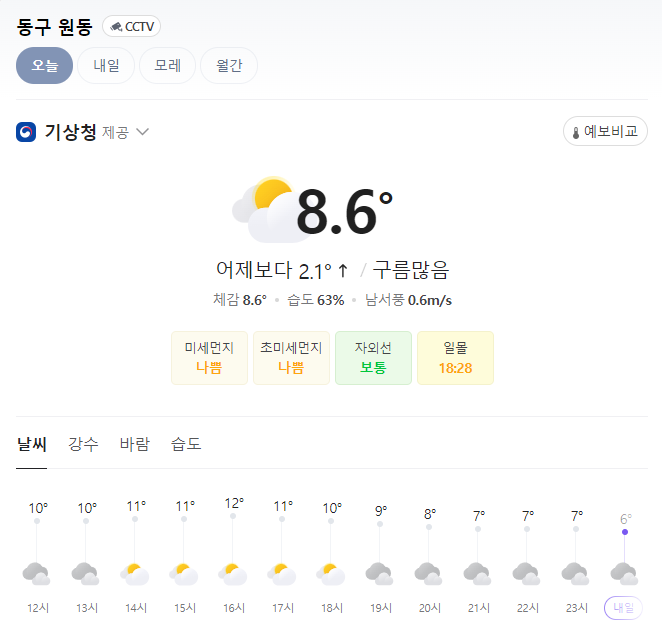 동구 원동 CCTV
오늘 내일 모레 월간
기상청 제공 예보비교
8.6°
어제보다 2.1° ↑ / 구름많음
체감 8.6° • 습도 63% • 남서풍 0.6m/s
미세먼지 초미세먼지 자외선 일몰
나쁨 나쁨 보통 18:28
날씨 강수 바람 습도
10° 10° 11° 11° 12° 11° 10° 9° 8° 7° 7° 7° 6°
12시 13시 14시 15시 16시 17시 18시 19시 20시 21시 22시 23시 내일